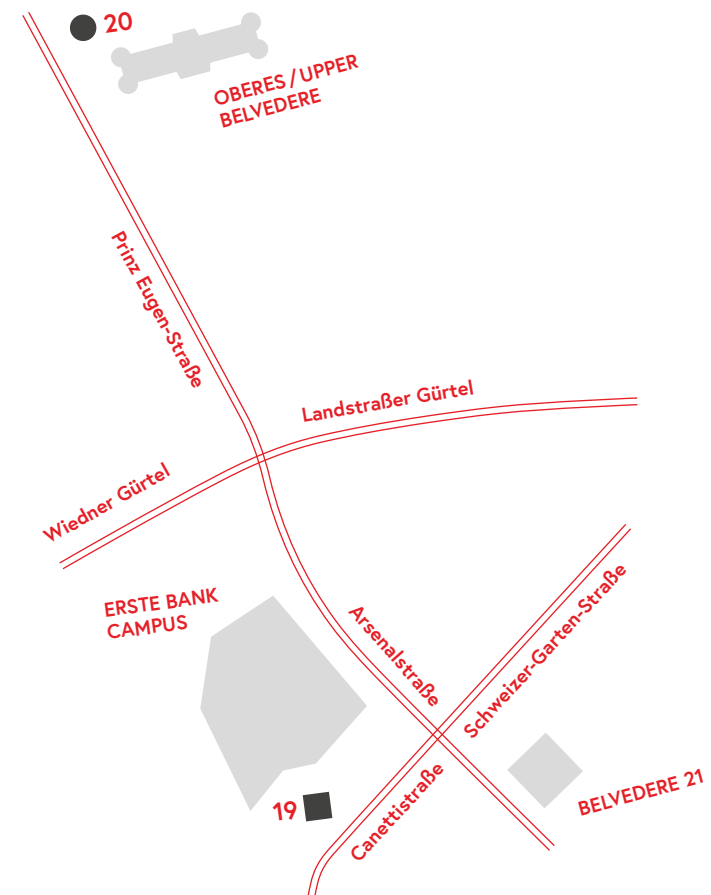 20
OBERES / UPPER
BELVEDERE
Prinz Eugen-Straße
Landstraßer Gürtel
Wiedner Gürtel
ERSTE BANK
CAMPUS
Arsenalstraße
Schweizer-Garten-Straße
Canettistraße
19
BELVEDERE 21